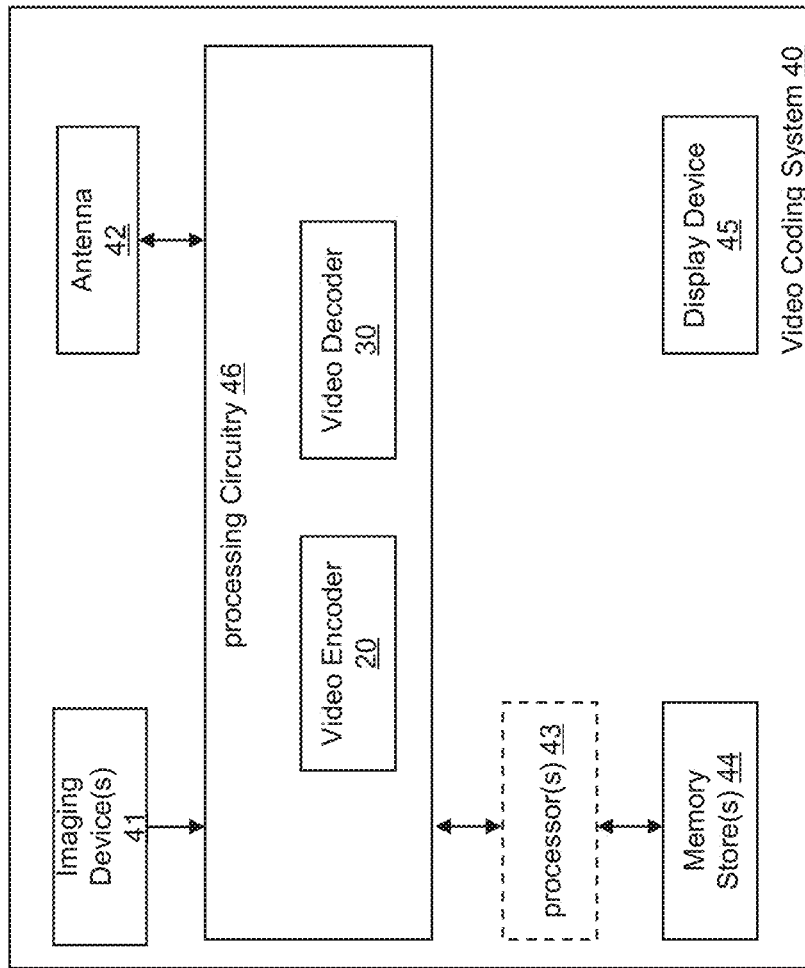 Imaging
Device(s)
41
Antenna
42
processing Circuitry 46
Video Encoder
20
Video Decoder
30
processor(s) 43
Memory
Store(s) 44
Display Device
45
Video Coding System 40